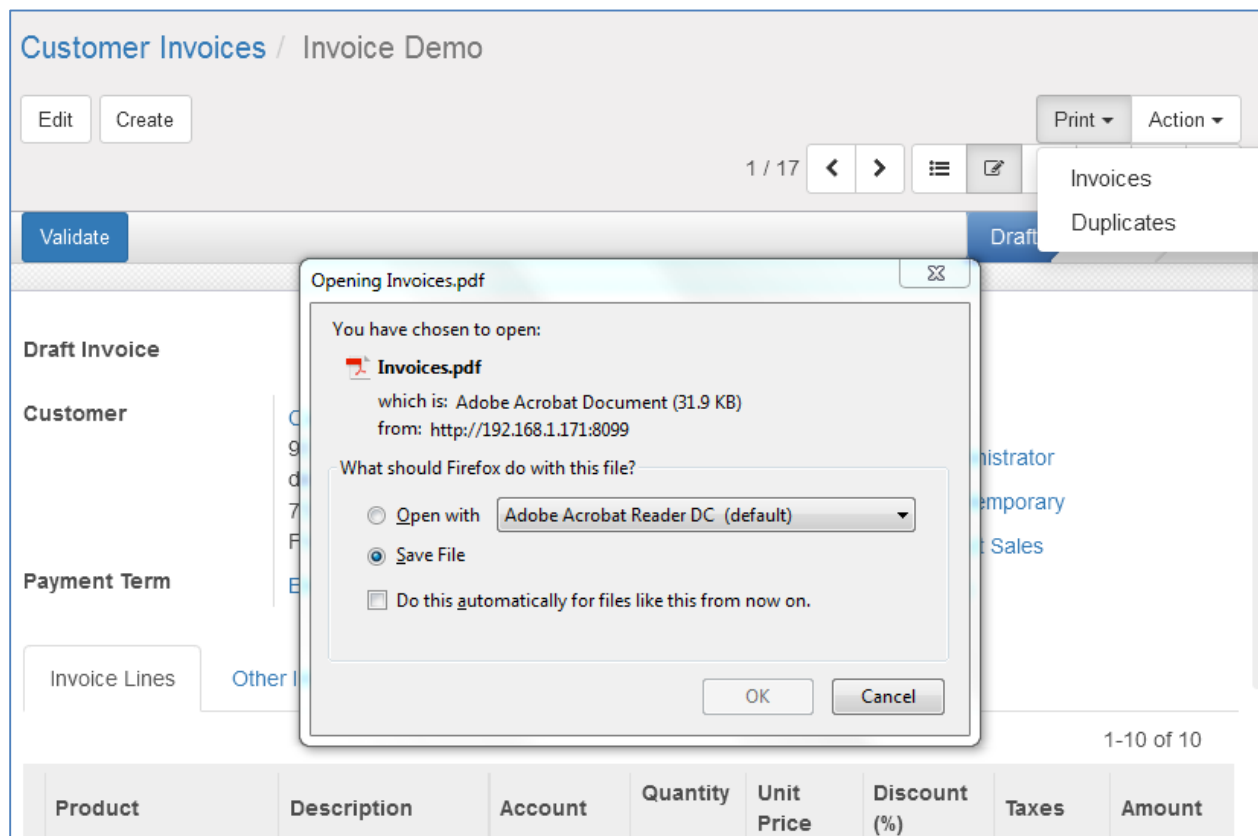 Customer Invoices / Invoice Demo
Edit Create Print Action
1 / 17
Invoices
Duplicates
Validate Draft
Opening Invoices.pdf
You have chosen to open:
Invoices.pdf
which is: Adobe Acrobat Document (31.9 KB)
from: http://192.168.1.171:8099
What should Firefox do with this file?
Open with Adobe Acrobat Reader DC (default)
Save File
Do this automatically for files like this from now on.
OK Cancel
Draft Invoice
Customer
Payment Term
Sales
Invoice Lines Other
1-10 of 10
Product Description Account Quantity Unit Price Discount (%) Taxes Amount